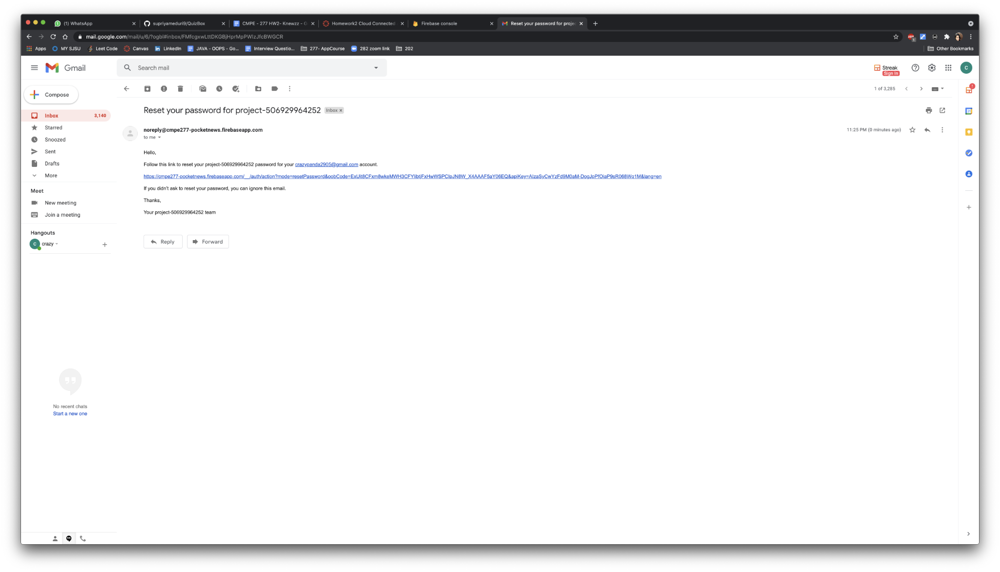 (1) WhatsApp
supriyameduri9/QuizBox
CMPE - 277 HW2- Knewzz - G
Homework2 Cloud Connected
Firebase console
Reset your password for projec
mail.google.com/mail/u/6/?ogbl#inbox/FMfcgxwLttDKGBjHprMpPWlzJfcBWGCR
Apps MY SJSU Leet Code Canvas LinkedIn JAVA - OOPS - Go... Interview Questio... 277- AppCourse 282 zoom link 202 Other Bookmarks
Gmail
Search mail
Streak
Sign In
C
Compose
1 of 3,285
Inbox 3,140
Starred
Snoozed
Sent
Drafts
More
Meet
New meeting
Join a meeting
Hangouts
C crazy
No recent chats
Start a new one
Reset your password for project-506929964252 Inbox x
noreply@cmpe277-pocketnews.firebaseapp.com
11:25 PM (0 minutes ago)
to me
Hello,
Follow this link to reset your project-506929964252 password for your crazypanda2905@gmail.com account.
https://cmpe277-pocketnews.firebaseapp.com/__/auth/action?mode=resetPassword&oobCode=ExUit8CFxm8wkeMWH3CFYlibtjFxHwWSPCIpJN8W_X4AAAF5aY06EQ&apiKey=AIzaSyCwYzFd9M0aM-DogJpPfOiaP9sR068Wq1M&lang=en
If you didn't ask to reset your password, you can ignore this email.
Thanks,
Your project-506929964252 team
Reply
Forward